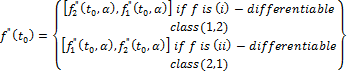 f″(t₀) = { [f₂″(t₀,α), f₁″(t₀,α)] if f is (i) − differentiable
class(1,2)
[f₁″(t₀,α), f₂″(t₀,α)] if f is (ii) − differentiable
class(2,1) }